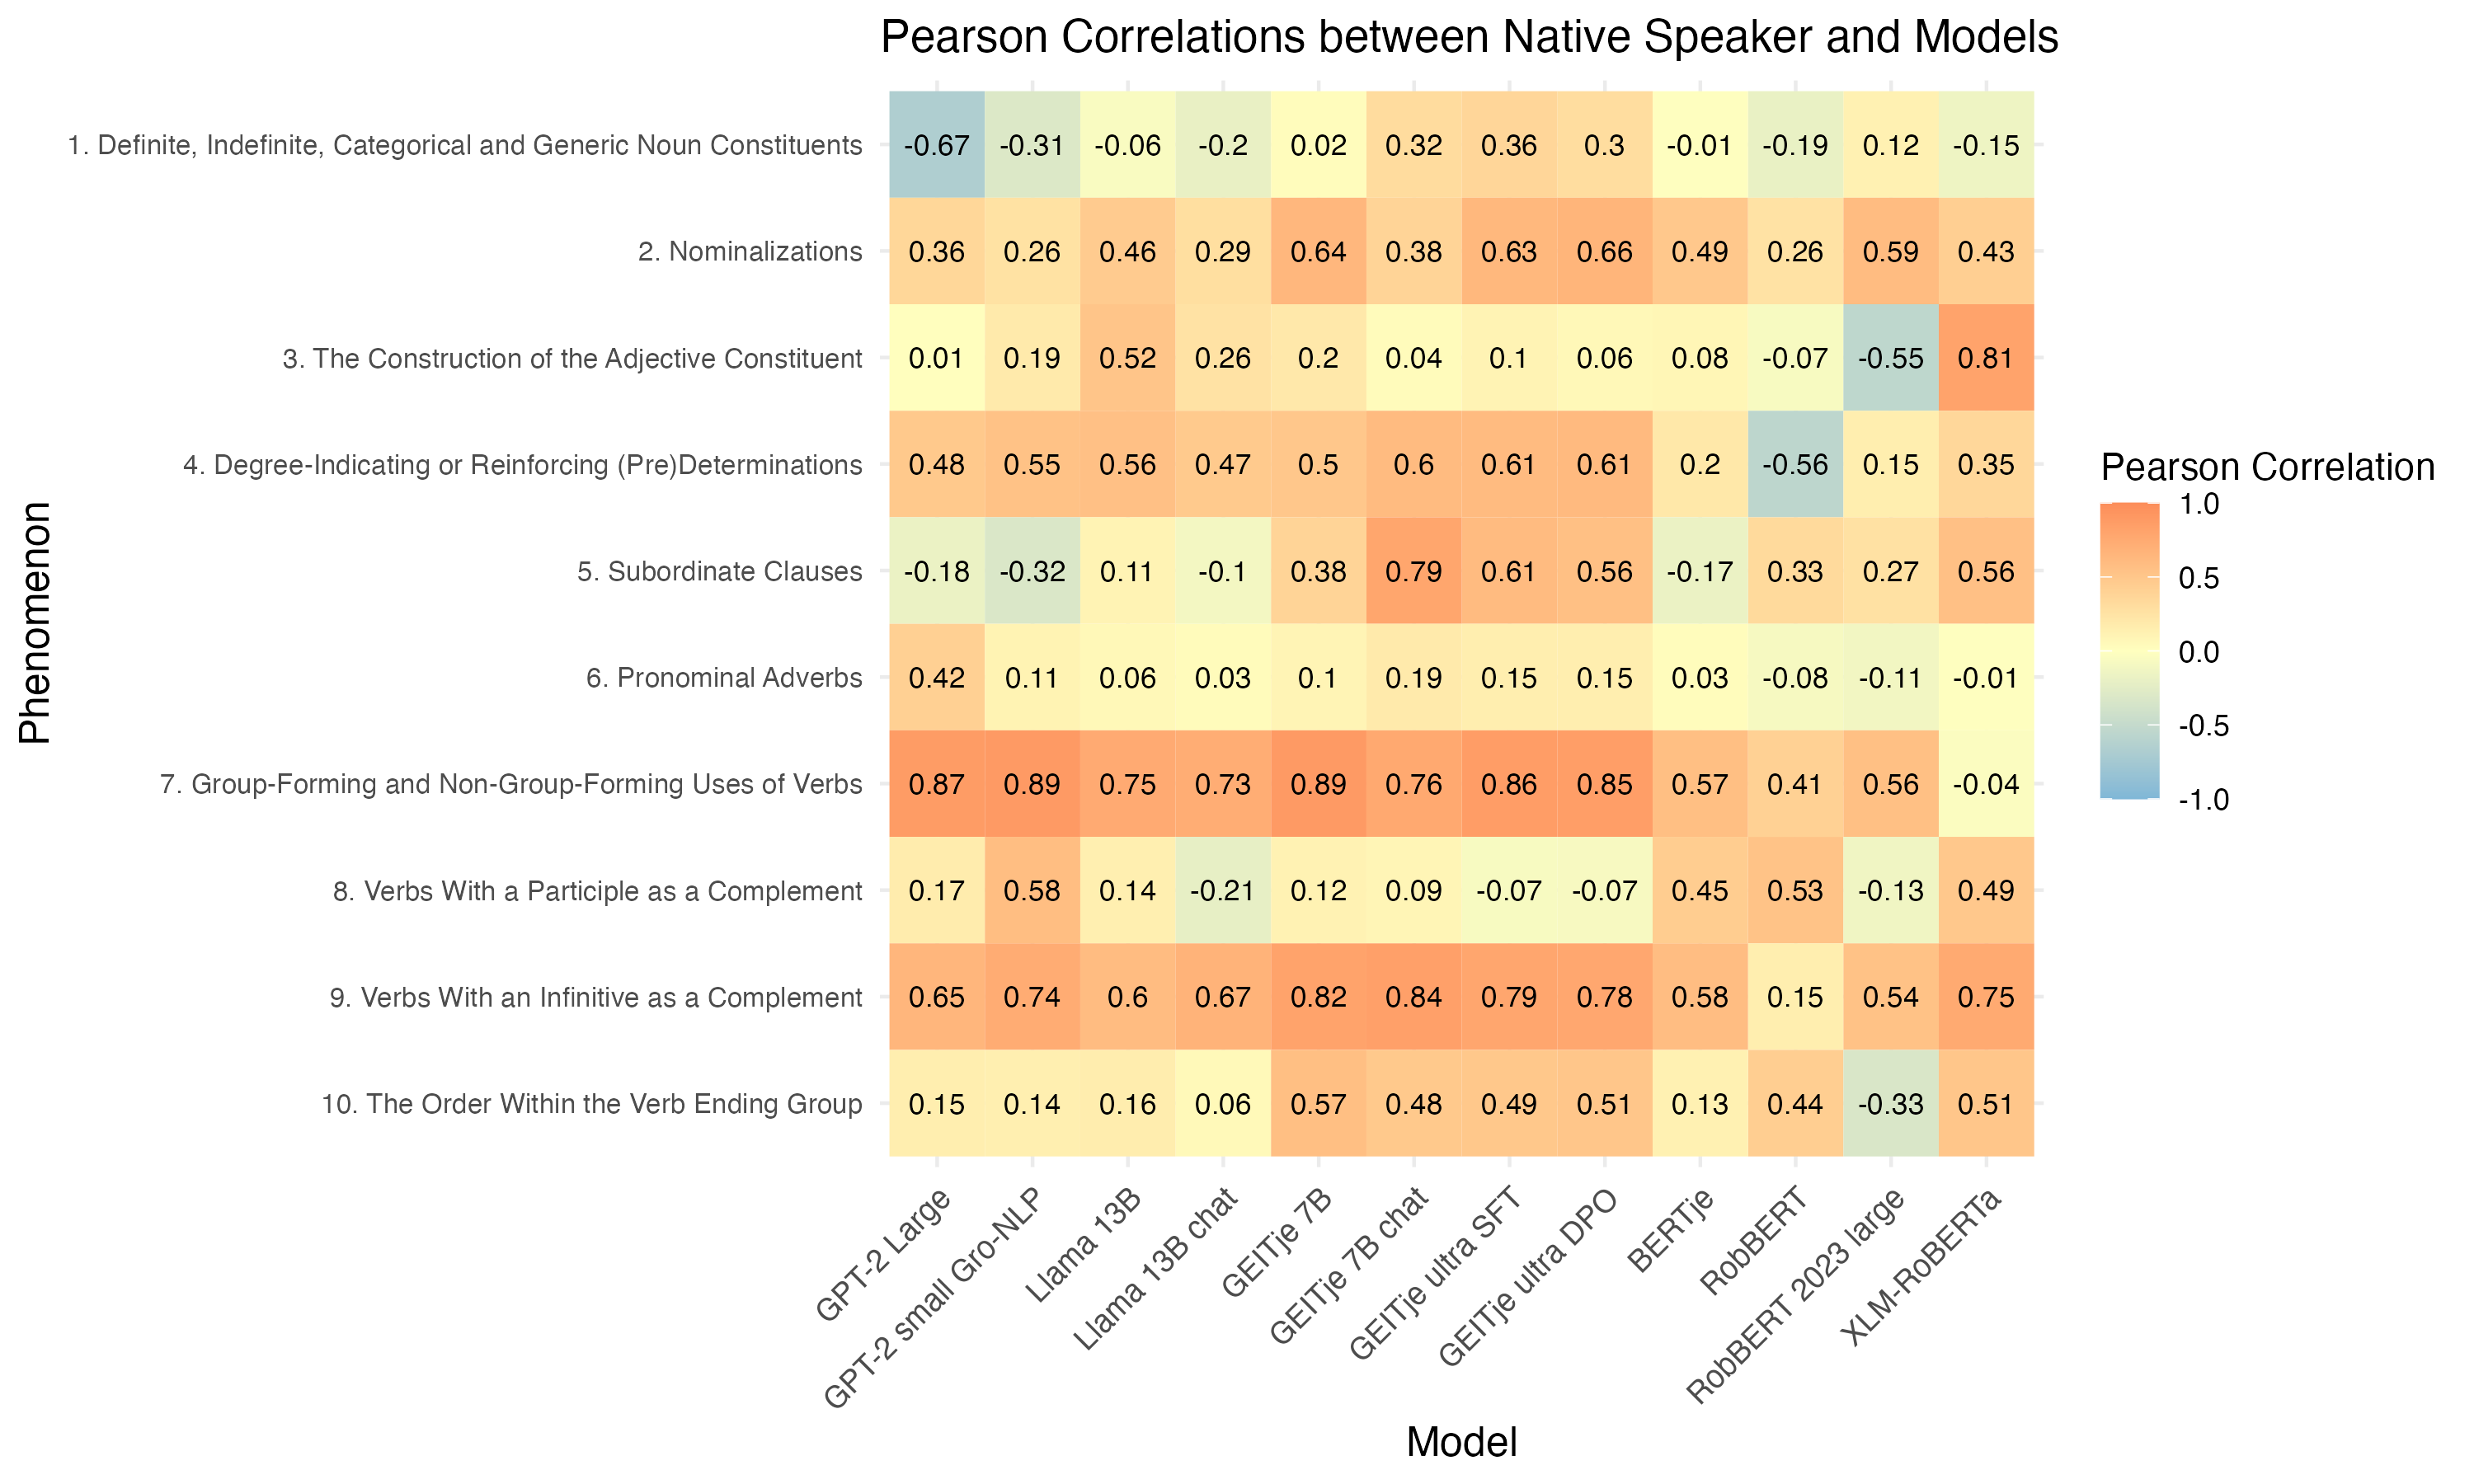 Pearson Correlations between Native Speaker and Models
Phenomenon
1. Definite, Indefinite, Categorical and Generic Noun Constituents -0.67 -0.31 -0.06 -0.2 0.02 0.32 0.36 0.3 -0.01 -0.19 0.12 -0.15
2. Nominalizations 0.36 0.26 0.46 0.29 0.64 0.38 0.63 0.66 0.49 0.26 0.59 0.43
3. The Construction of the Adjective Constituent 0.01 0.19 0.52 0.26 0.2 0.04 0.1 0.06 0.08 -0.07 -0.55 0.81
4. Degree-Indicating or Reinforcing (Pre)Determinations 0.48 0.55 0.56 0.47 0.5 0.6 0.61 0.61 0.2 -0.56 0.15 0.35
5. Subordinate Clauses -0.18 -0.32 0.11 -0.1 0.38 0.79 0.61 0.56 -0.17 0.33 0.27 0.56
6. Pronominal Adverbs 0.42 0.11 0.06 0.03 0.1 0.19 0.15 0.15 0.03 -0.08 -0.11 -0.01
7. Group-Forming and Non-Group-Forming Uses of Verbs 0.87 0.89 0.75 0.73 0.89 0.76 0.86 0.85 0.57 0.41 0.56 -0.04
8. Verbs With a Participle as a Complement 0.17 0.58 0.14 -0.21 0.12 0.09 -0.07 -0.07 0.45 0.53 -0.13 0.49
9. Verbs With an Infinitive as a Complement 0.65 0.74 0.6 0.67 0.82 0.84 0.79 0.78 0.58 0.15 0.54 0.75
10. The Order Within the Verb Ending Group 0.15 0.14 0.16 0.06 0.57 0.48 0.49 0.51 0.13 0.44 -0.33 0.51
GPT-2 Large
GPT-2 small Gro-NLP
Llama 13B
Llama 13B chat
GEITje 7B
GEITje 7B chat
GEITje ultra SFT
GEITje ultra DPO
BERTje
RobBERT
RobBERT 2023 large
XLM-RoBERTa
Model
Pearson Correlation
1.0
0.5
0.0
-0.5
-1.0